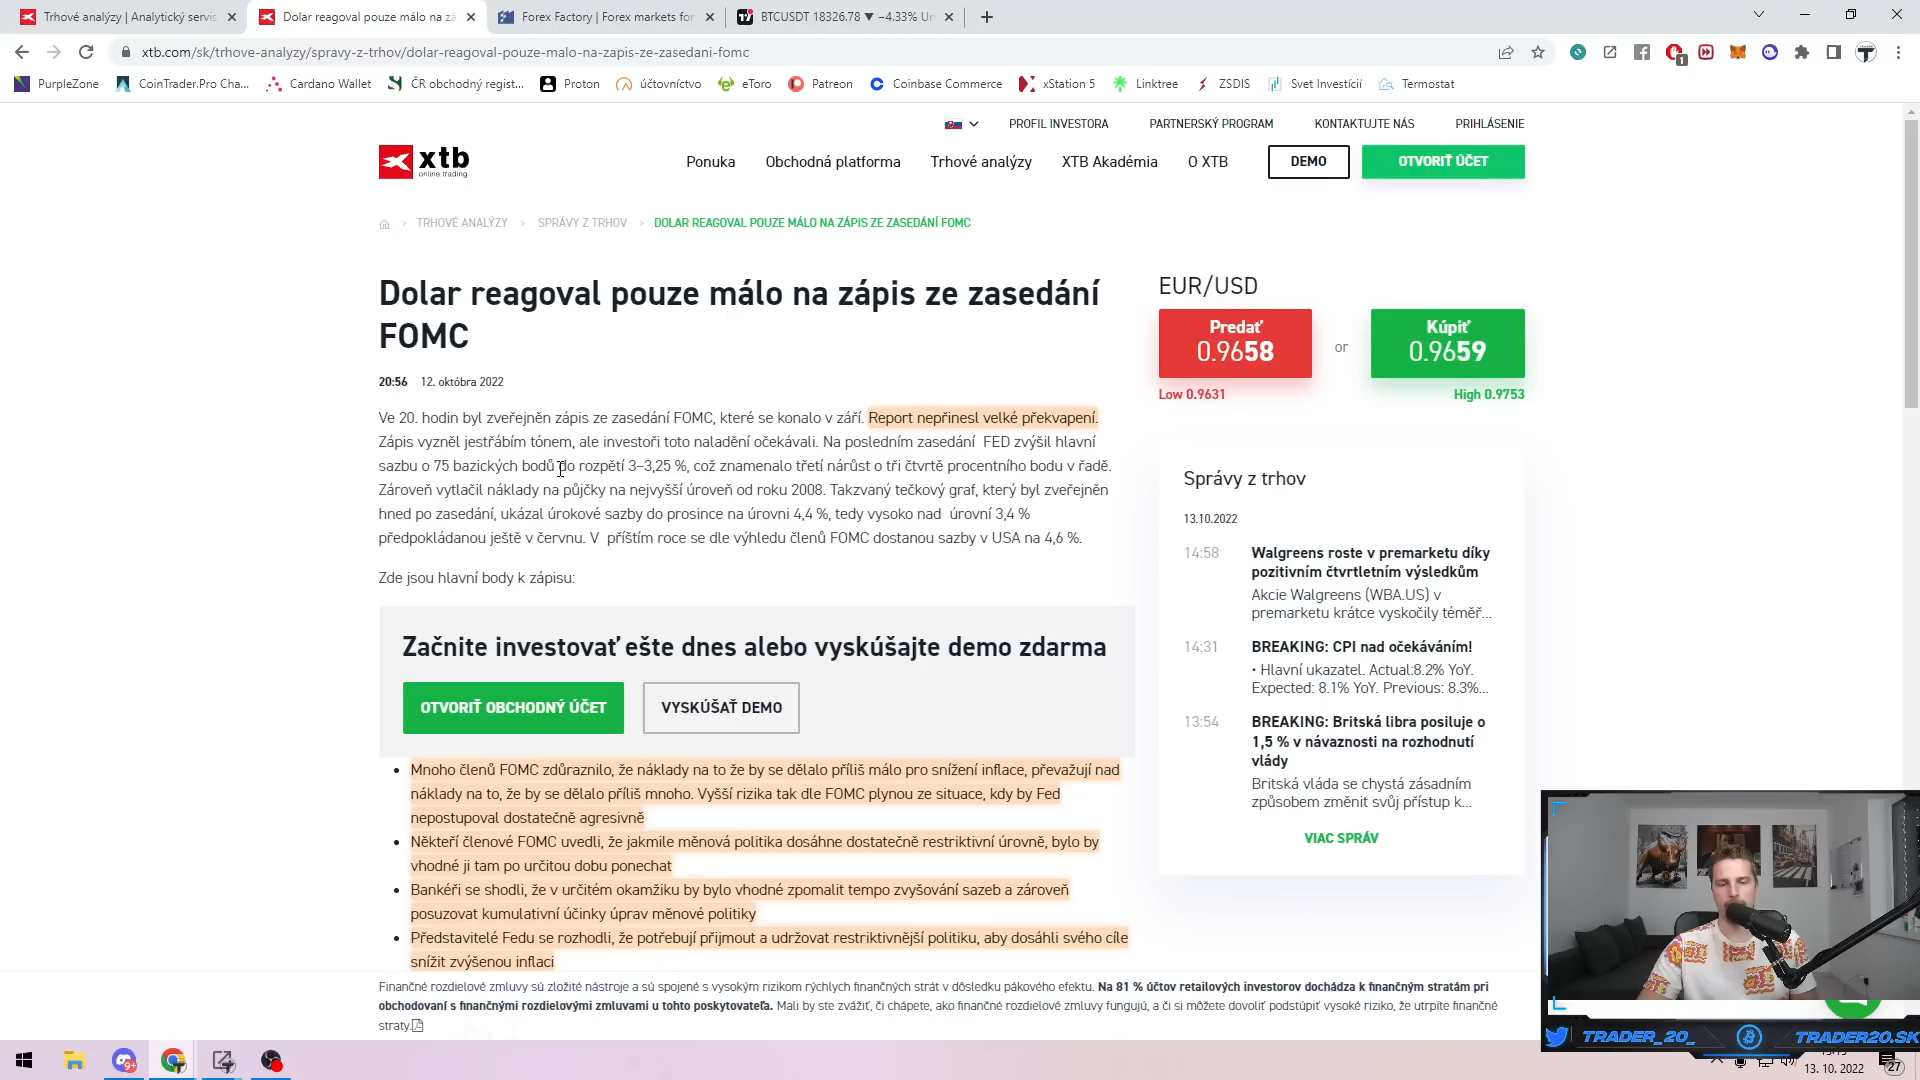 Trhové analýzy | Analytický servis
Dolar reagoval pouze málo na zá
Forex Factory | Forex markets for
BTCUSDT 18326.78 ▼ −4.33% Un
xtb.com/sk/trhove-analyzy/spravy-z-trhov/dolar-reagoval-pouze-malo-na-zapis-ze-zasedani-fomc
1
PurpleZone
CoinTrader.Pro Cha...
Cardano Wallet
ČR obchodný regist...
Proton
účtovníctvo
eToro
Patreon
Coinbase Commerce
xStation 5
Linktree
ZSDIS
Svet Investícií
Termostat
PROFIL INVESTORA
PARTNERSKÝ PROGRAM
KONTAKTUJTE NÁS
PRIHLÁSENIE
xtb
online trading
Ponuka
Obchodná platforma
Trhové analýzy
XTB Akadémia
O XTB
DEMO
OTVORIŤ ÚČET
TRHOVÉ ANALÝZY > SPRÁVY Z TRHOV > DOLAR REAGOVAL POUZE MÁLO NA ZÁPIS ZE ZASEDÁNÍ FOMC
Dolar reagoval pouze málo na zápis ze zasedání
FOMC
20:56 12. októbra 2022
Ve 20. hodin byl zveřejněn zápis ze zasedání FOMC, které se konalo v září. Report nepřinesl velké překvapení.
Zápis vyzněl jestřábím tónem, ale investoři toto naladění očekávali. Na posledním zasedání FED zvýšil hlavní
sazbu o 75 bazických bodů do rozpětí 3–3,25 %, což znamenalo třetí nárůst o tři čtvrtě procentního bodu v řadě.
Zároveň vytlačil náklady na půjčky na nejvyšší úroveň od roku 2008. Takzvaný tečkový graf, který byl zveřejněn
hned po zasedání, ukázal úrokové sazby do prosince na úrovni 4,4 %, tedy vysoko nad úrovní 3,4 %
předpokládanou ještě v červnu. V příštím roce se dle výhledu členů FOMC dostanou sazby v USA na 4,6 %.
Zde jsou hlavní body k zápisu:
Začnite investovať ešte dnes alebo vyskúšajte demo zdarma
OTVORIŤ OBCHODNÝ ÚČET
VYSKÚŠAŤ DEMO
• Mnoho členů FOMC zdůraznilo, že náklady na to že by se dělalo příliš málo pro snížení inflace, převažují nad
náklady na to, že by se dělalo příliš mnoho. Vyšší rizika tak dle FOMC plynou ze situace, kdy by Fed
nepostupoval dostatečně agresivně
• Někteří členové FOMC uvedli, že jakmile měnová politika dosáhne dostatečně restriktivní úrovně, bylo by
vhodné ji tam po určitou dobu ponechat
• Bankéři se shodli, že v určitém okamžiku by bylo vhodné zpomalit tempo zvyšování sazeb a zároveň
posuzovat kumulativní účinky úprav měnové politiky
• Představitelé Fedu se rozhodli, že potřebují přijmout a udržovat restriktivnější politiku, aby dosáhli svého cíle
snížit zvýšenou inflaci
EUR/USD
Predať
0.9658
or
Kúpiť
0.9659
Low 0.9631
High 0.9753
Správy z trhov
13.10.2022
14:58
Walgreens roste v premarketu díky
pozitivním čtvrtletním výsledkům
Akcie Walgreens (WBA.US) v
premarketu krátce vyskočily téměř...
14:31
BREAKING: CPI nad očekáváním!
• Hlavní ukazatel. Actual:8.2% YoY.
Expected: 8.1% YoY. Previous: 8.3%...
13:54
BREAKING: Britská libra posiluje o
1,5 % v návaznosti na rozhodnutí
vlády
Britská vláda se chystá zásadním
způsobem změnit svůj přístup k...
VIAC SPRÁV
Finančné rozdielové zmluvy sú zložité nástroje a sú spojené s vysokým rizikom rýchlych finančných strát v dôsledku pákového efektu. Na 81 % účtov retailových investorov dochádza k finančným stratám pri
obchodovaní s finančnými rozdielovými zmluvami u tohto poskytovateľa. Mali by ste zvážiť, či chápete, ako finančné rozdielové zmluvy fungujú, a či si môžete dovoliť podstúpiť vysoké riziko, že utrpíte finančné
straty.
TRADER_20_
TRADER20.SK
9+
13. 10. 2022
27